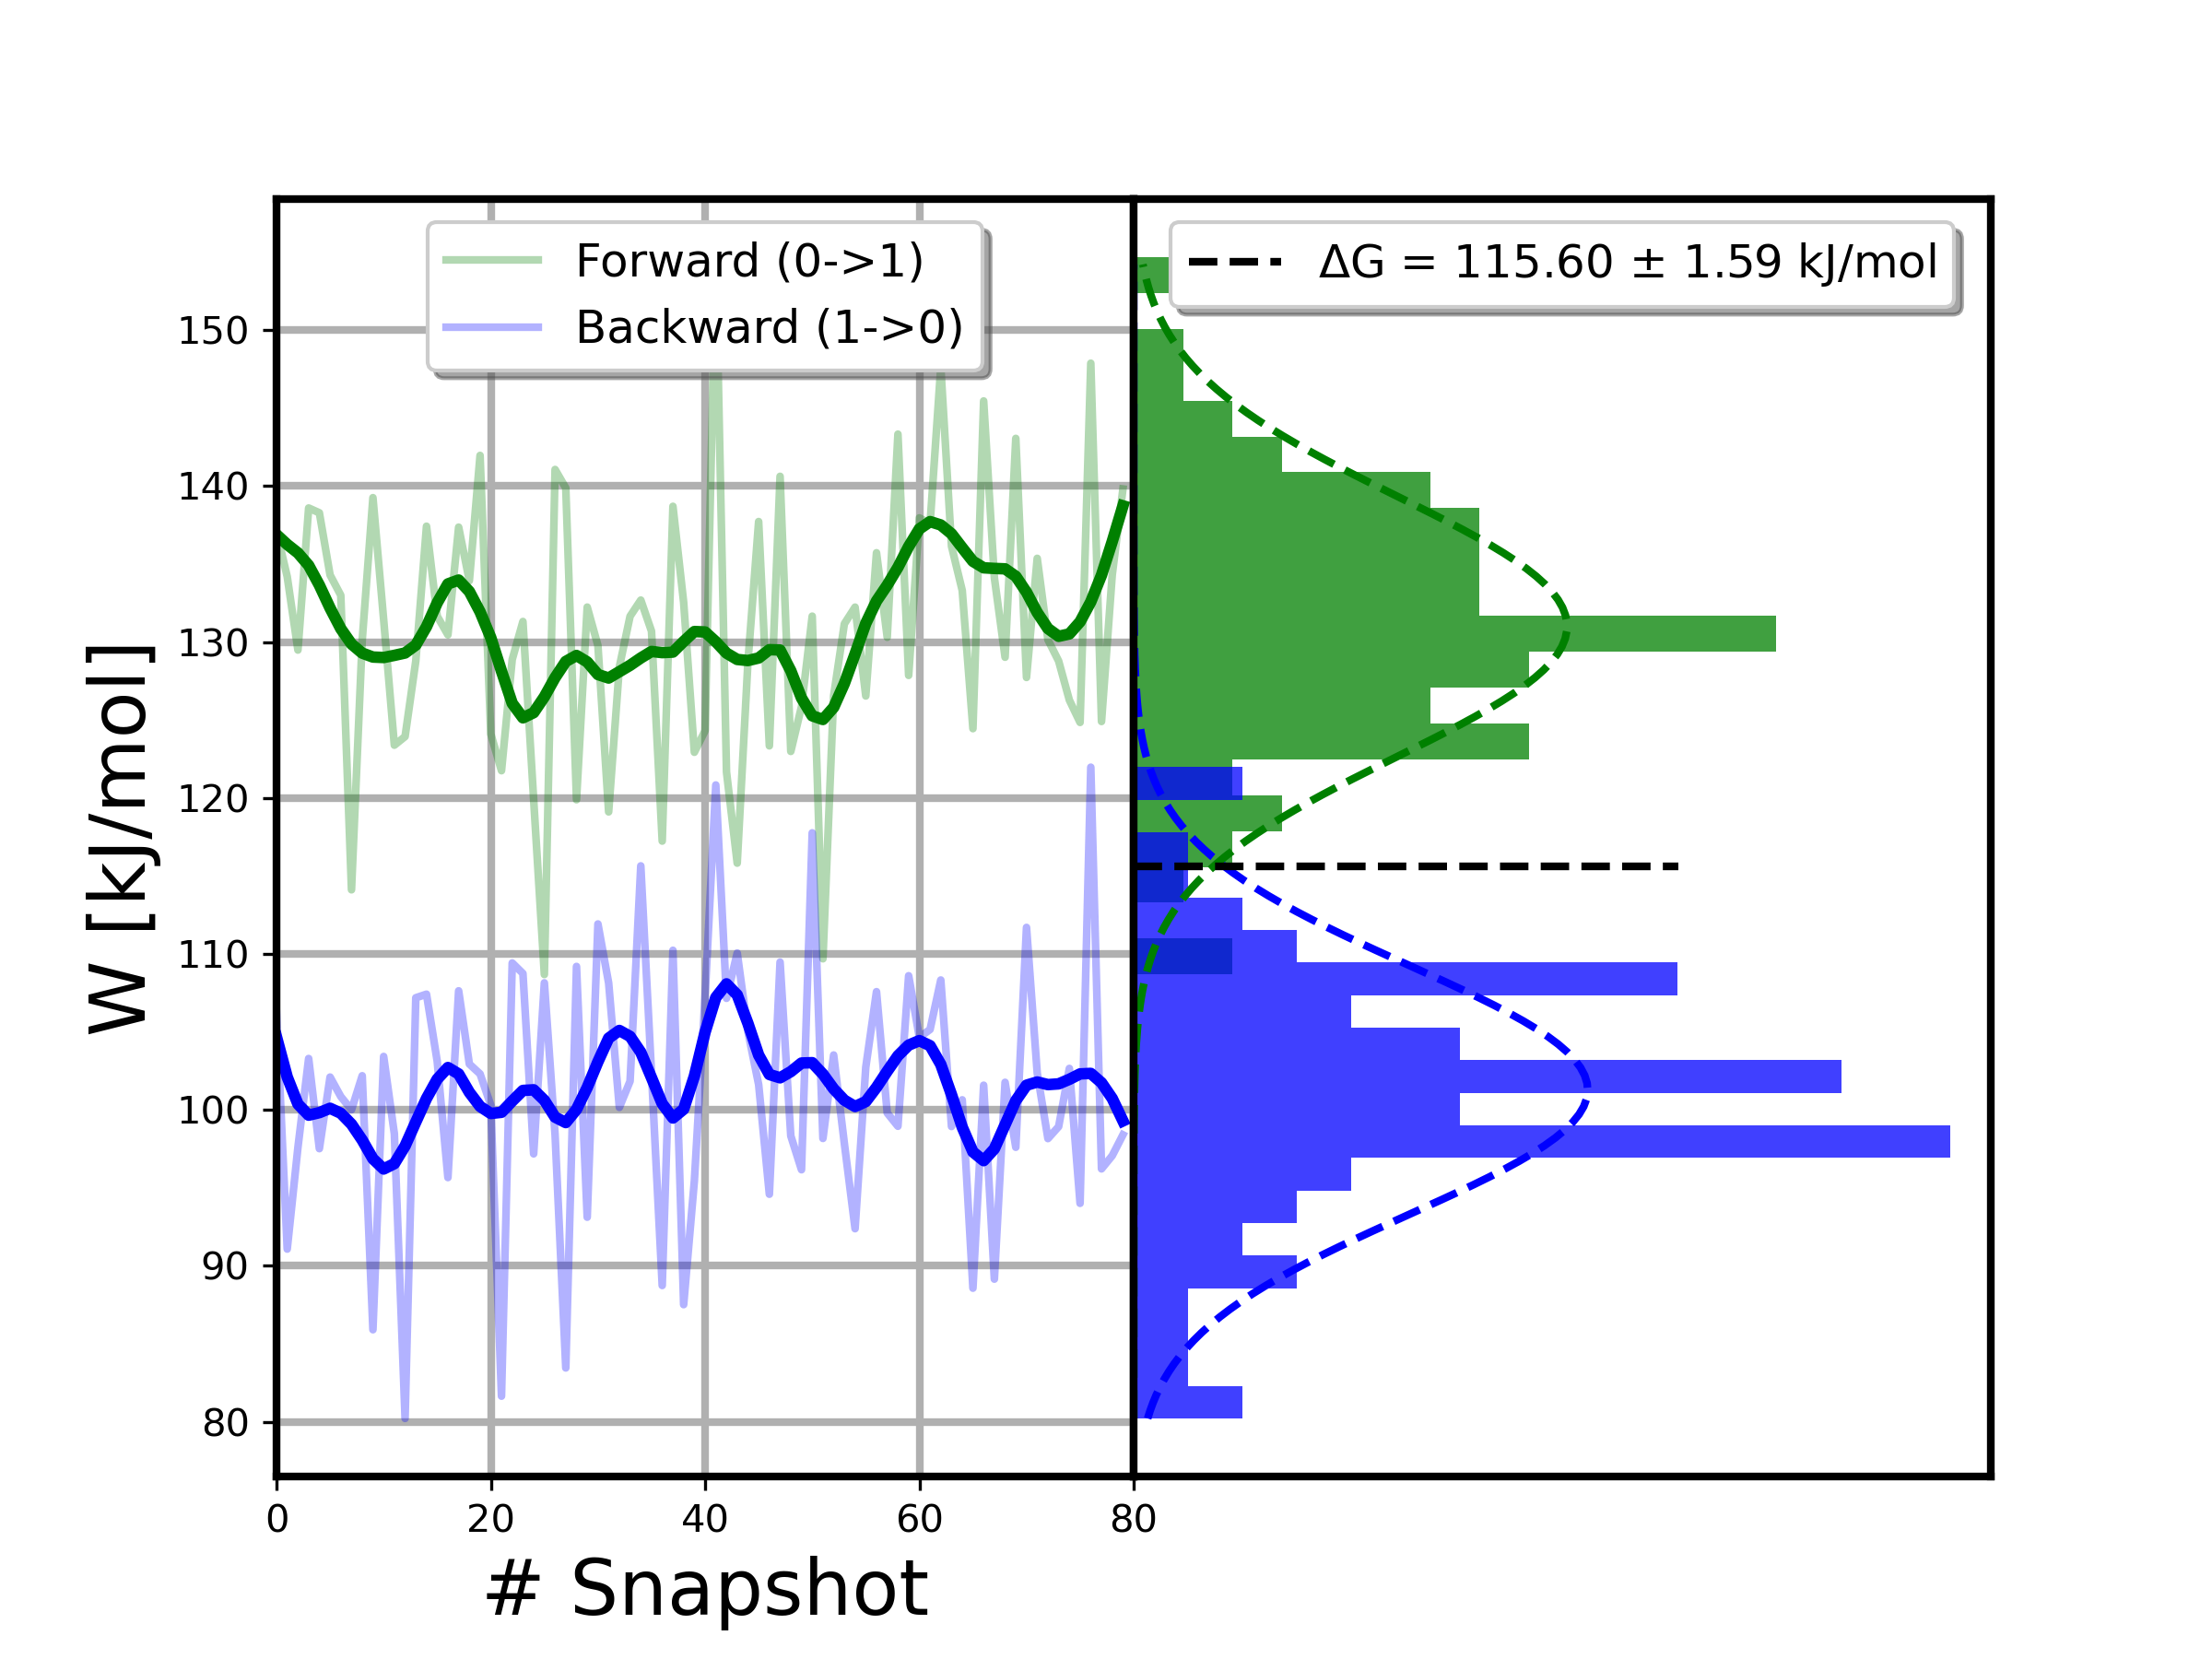 Forward (0->1)
Backward (1->0)
ΔG = 115.60 ± 1.59 kJ/mol
W [kJ/mol]
150
140
130
120
110
100
90
80
0
20
40
60
80
# Snapshot